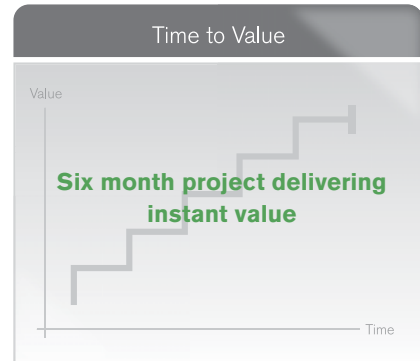 Time to Value
Value
Six month project delivering
instant value
Time